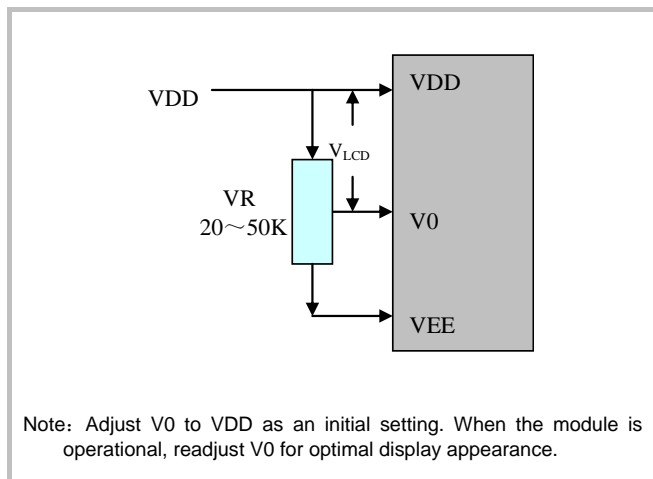 VDD
VDD
V_LCD
VR
20～50K
V0
VEE
Note：Adjust V0 to VDD as an initial setting. When the module is
operational, readjust V0 for optimal display appearance.